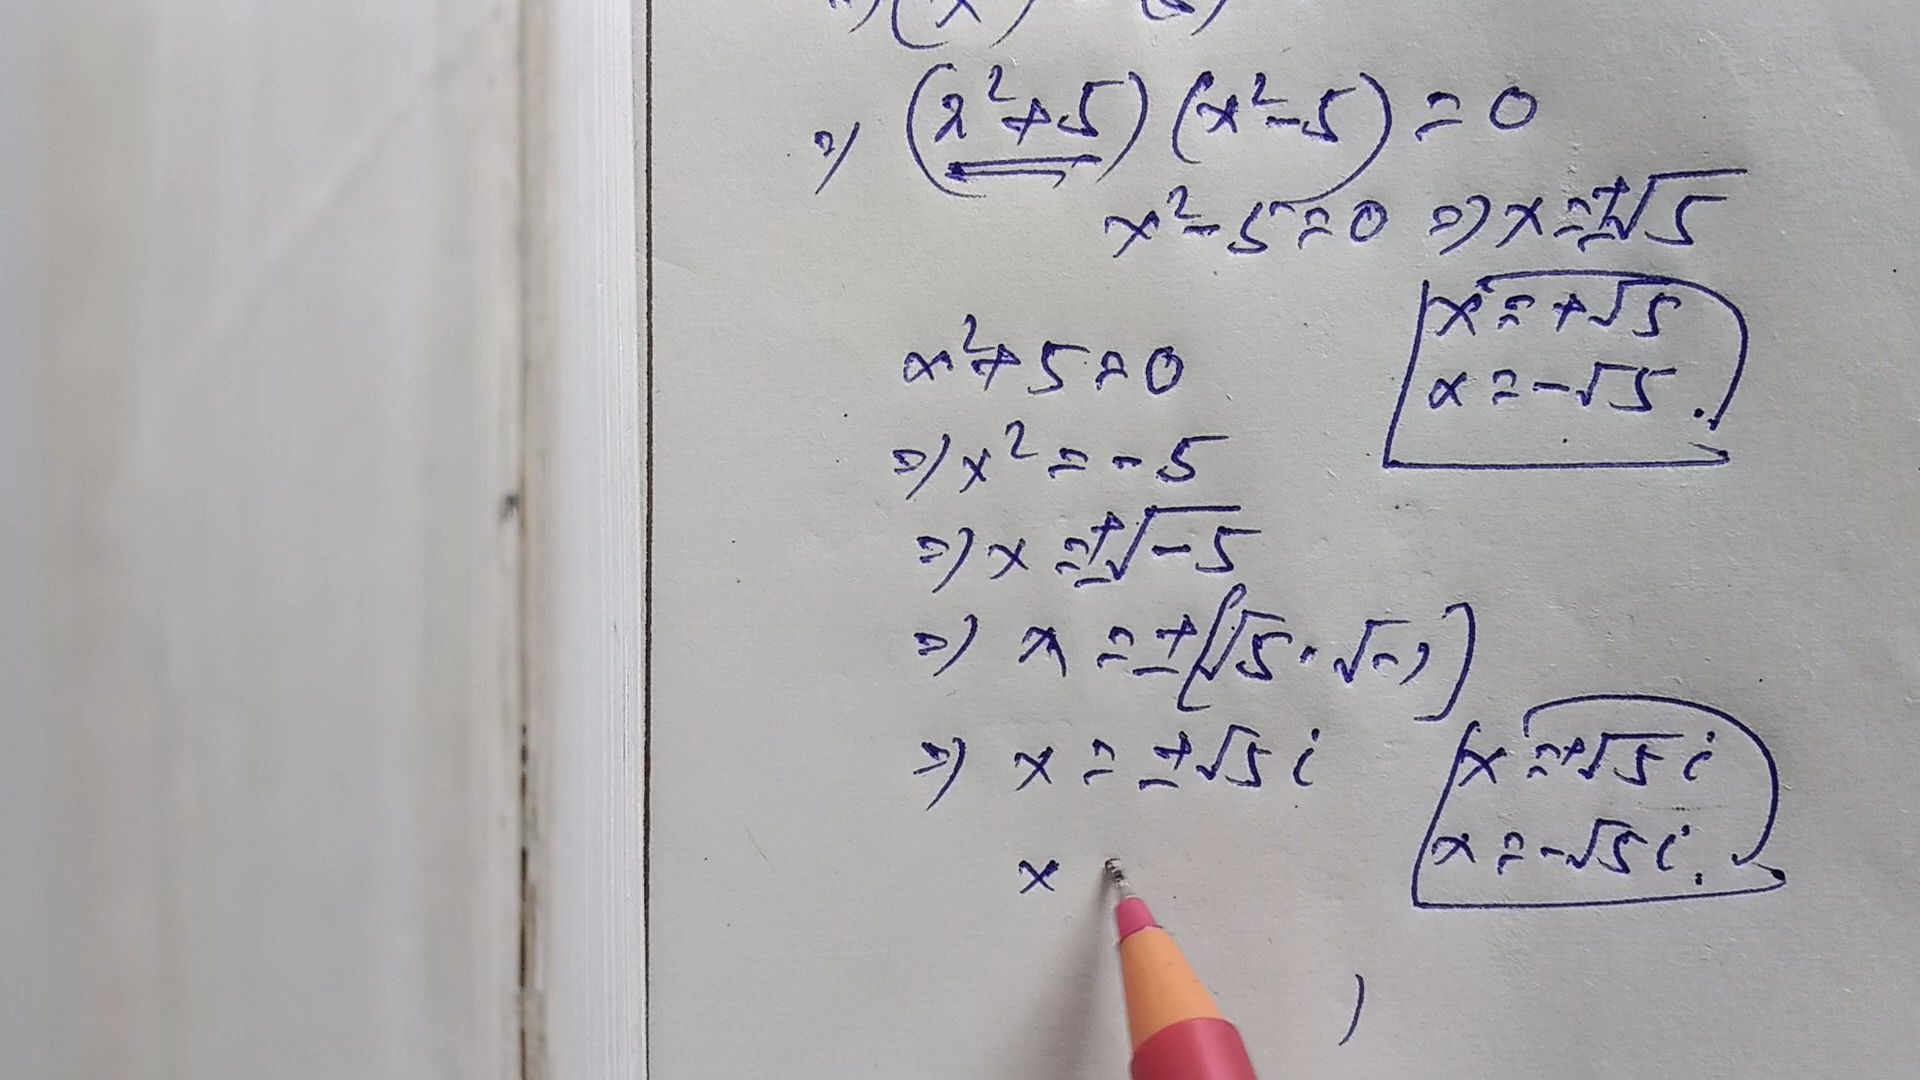 =) (x² + 5) (x² - 5) = 0
x² - 5 = 0 => x = ±√5
x = +√5
x = -√5.
x² + 5 = 0
=) x² = -5
=) x = ±√-5
=) x = ±(√5 · √-1)
=) x = ±√5 i
x = +√5 i
x = -√5 i.
x
)